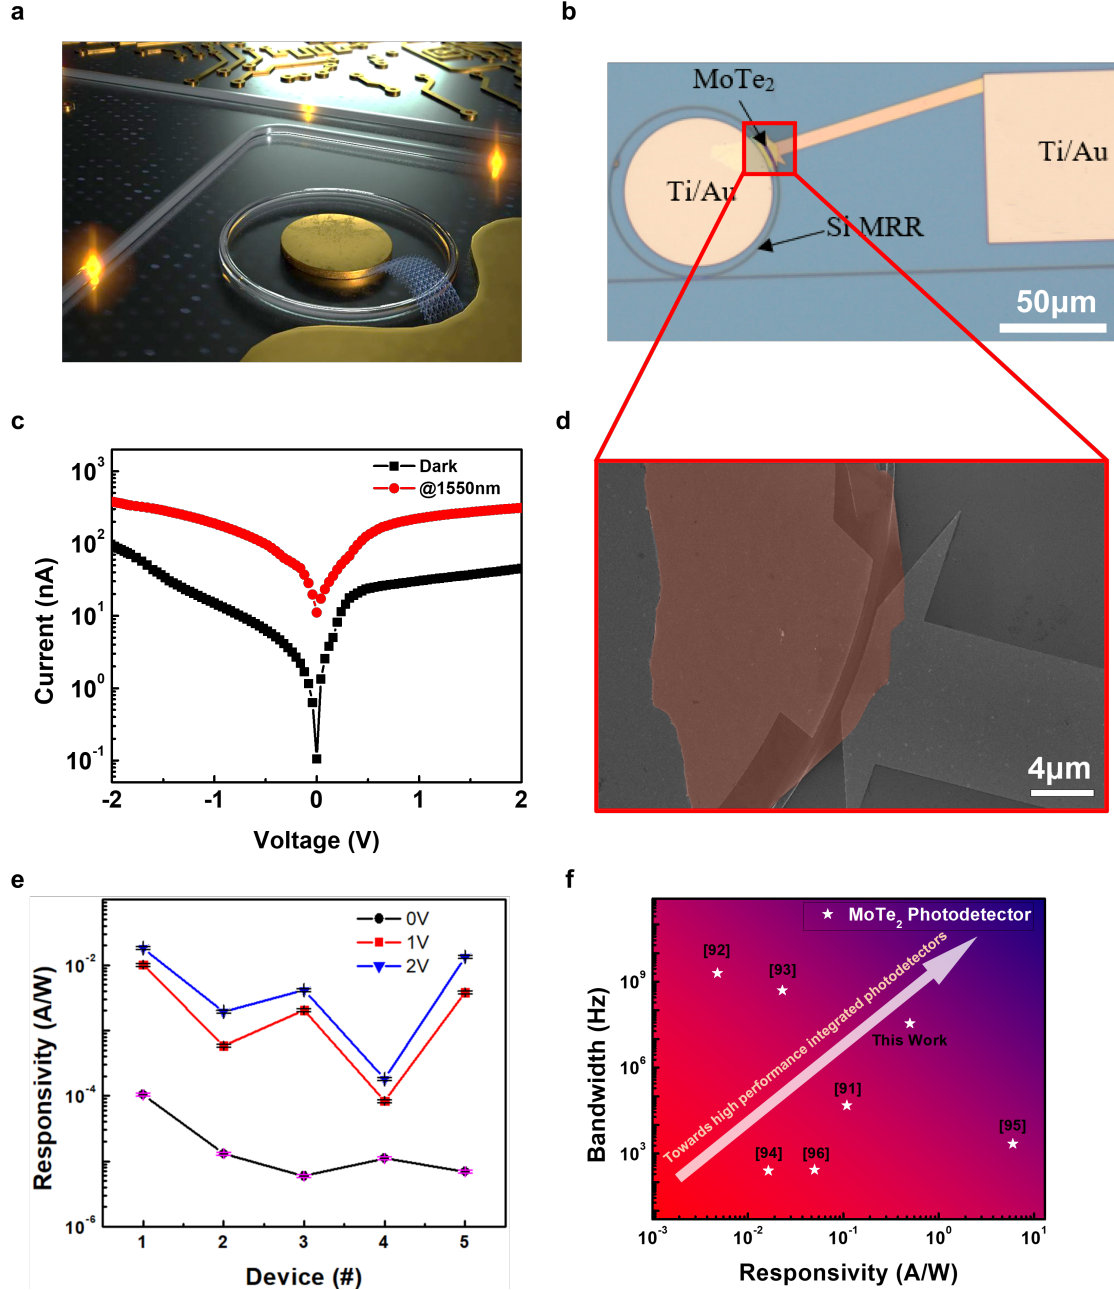 a
b
MoTe2
Ti/Au
Ti/Au
Si MRR
50μm
c
10^3
10^2
10^1
10^0
10^-1
Current (nA)
Dark
@1550nm
-2 -1 0 1 2
Voltage (V)
d
4μm
e
10^-2
10^-4
10^-6
Responsivity (A/W)
0V
1V
2V
1 2 3 4 5
Device (#)
f
MoTe2 Photodetector
Towards high performance integrated photodetectors
[92]
[93]
This Work
[91]
[95]
[94]
[96]
10^9
10^6
10^3
Bandwidth (Hz)
10^-3 10^-2 10^-1 10^0 10^1
Responsivity (A/W)